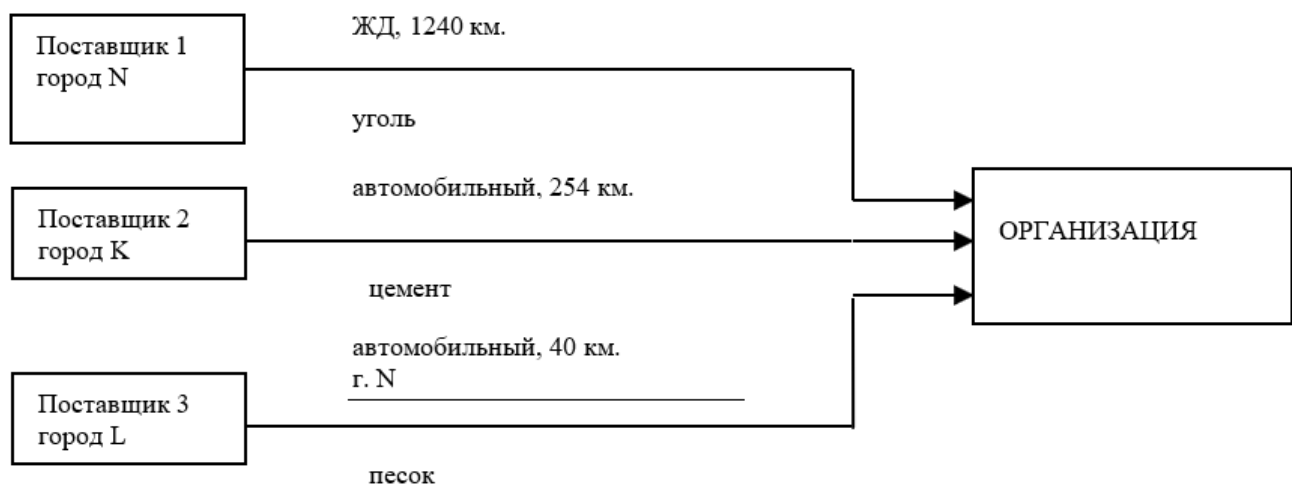 ЖД, 1240 км.
Поставщик 1
город N
уголь
автомобильный, 254 км.
Поставщик 2
город K
ОРГАНИЗАЦИЯ
цемент
автомобильный, 40 км.
г. N
Поставщик 3
город L
песок